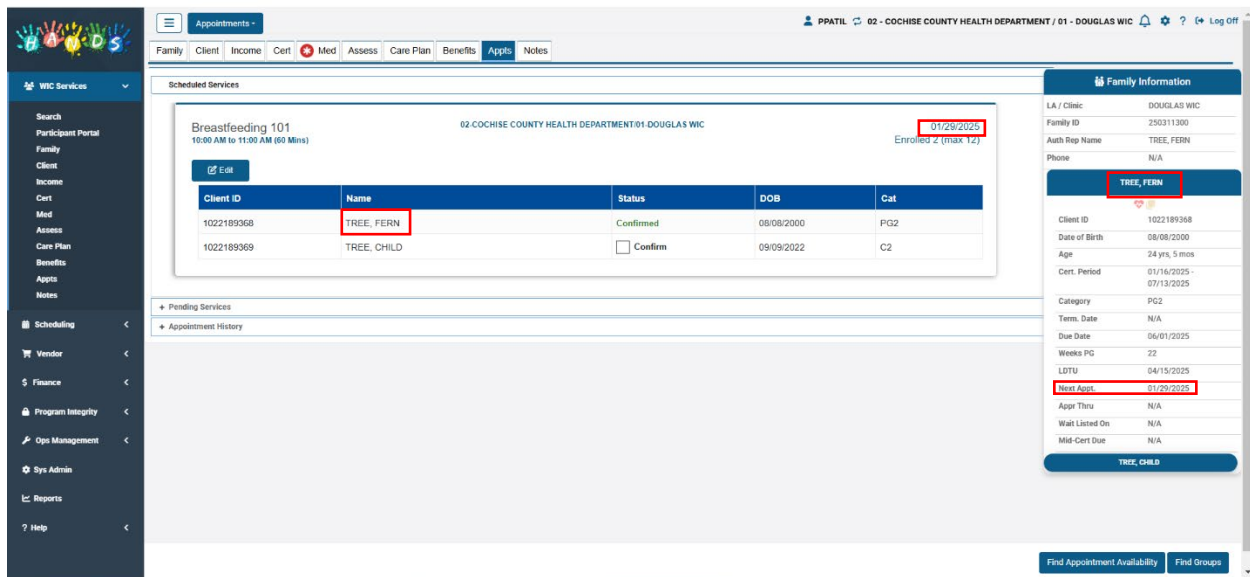 HANDS
Appointments
PPATIL 02 - COCHISE COUNTY HEALTH DEPARTMENT / 01 - DOUGLAS WIC ? Log Off
Family Client Income Cert Med Assess Care Plan Benefits Appts Notes
WIC Services
Search
Participant Portal
Family
Client
Income
Cert
Med
Assess
Care Plan
Benefits
Appts
Notes
Scheduling
Vendor
$ Finance
Program Integrity
Ops Management
Sys Admin
Reports
? Help
Scheduled Services
Breastfeeding 101 02-COCHISE COUNTY HEALTH DEPARTMENT/01-DOUGLAS WIC 01/29/2025
10:00 AM to 11:00 AM (60 Mins) Enrolled 2 (max 12)
Edit
Client ID Name Status DOB Cat
1022189368 TREE, FERN Confirmed 08/08/2000 PG2
1022189369 TREE, CHILD Confirm 09/09/2022 C2
+ Pending Services
+ Appointment History
Family Information
LA / Clinic DOUGLAS WIC
Family ID 250311300
Auth Rep Name TREE, FERN
Phone N/A
TREE, FERN
Client ID 1022189368
Date of Birth 08/08/2000
Age 24 yrs, 5 mos
Cert. Period 01/16/2025 -
07/13/2025
Category PG2
Term. Date N/A
Due Date 06/01/2025
Weeks PG 22
LDTU 04/15/2025
Next Appt. 01/29/2025
Appr Thru N/A
Wait Listed On N/A
Mid-Cert Due N/A
TREE, CHILD
Find Appointment Availability Find Groups